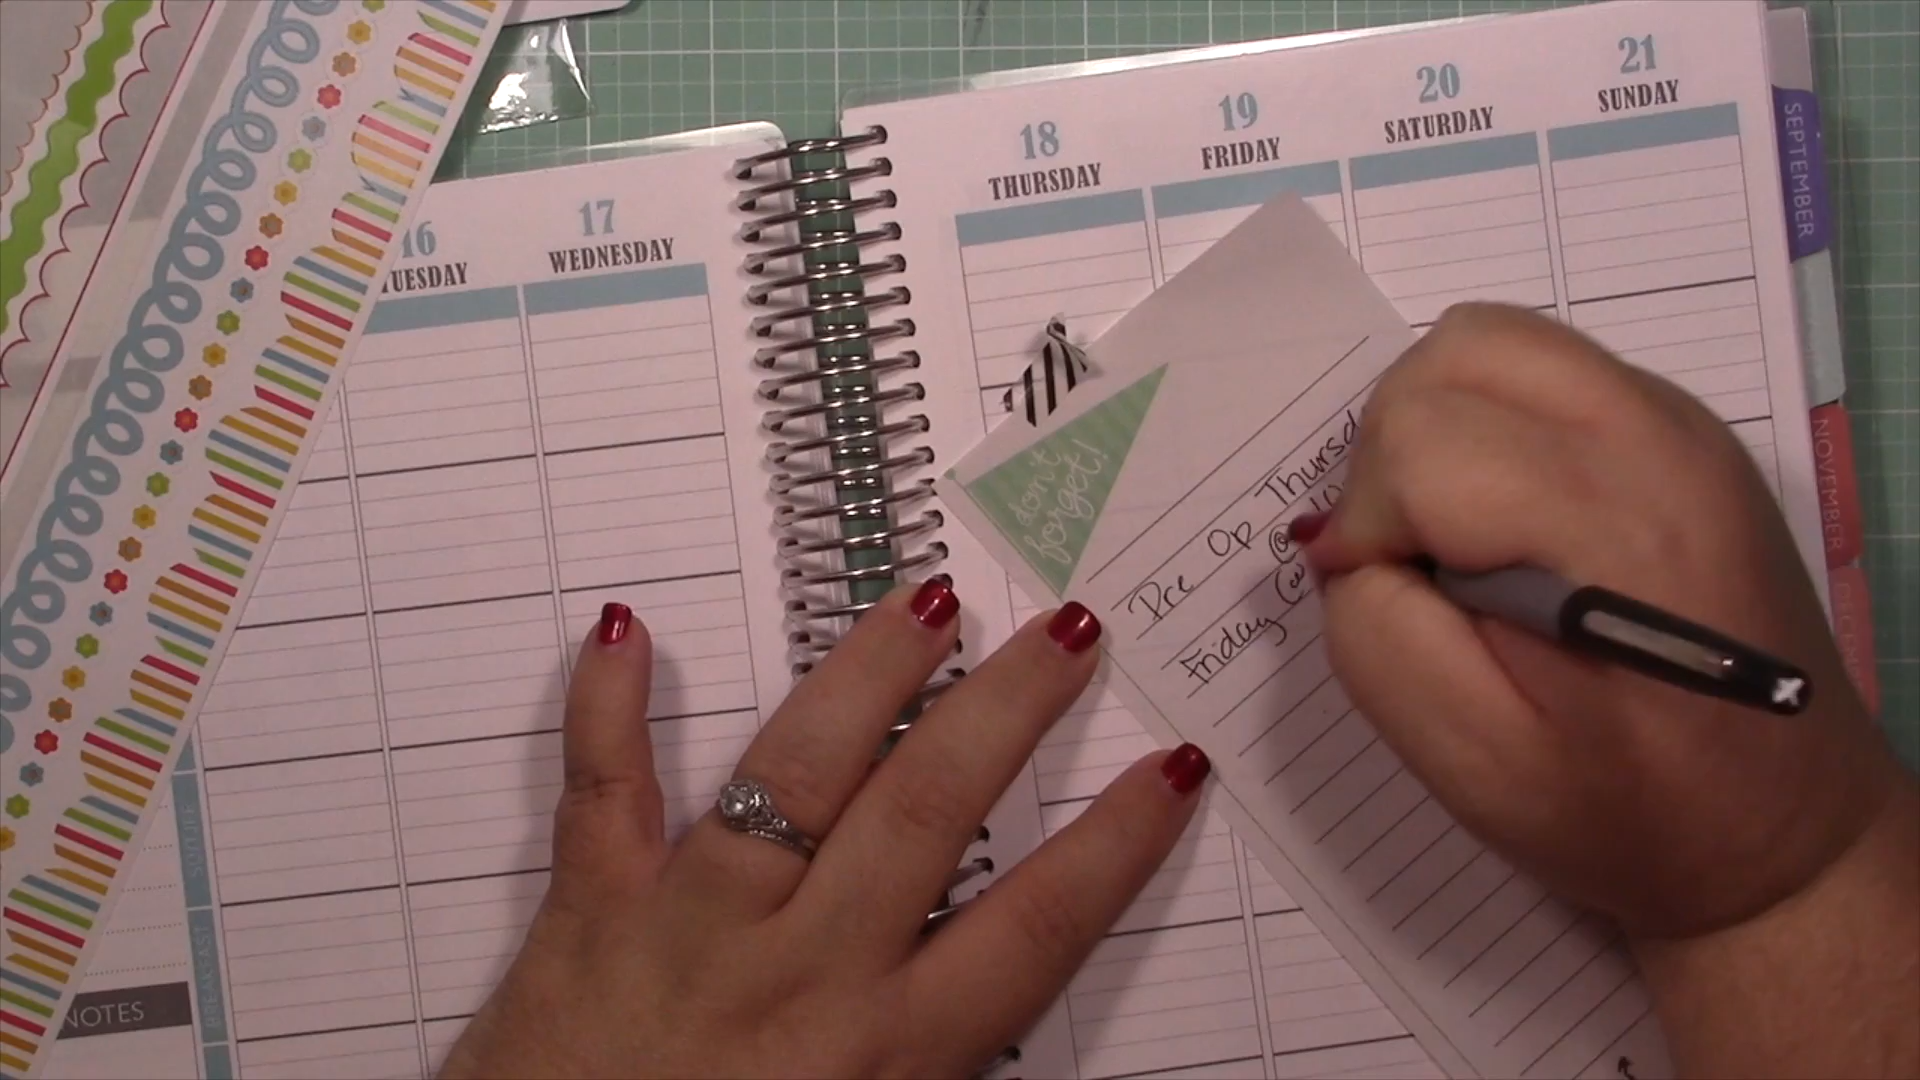 16
TUESDAY
17
WEDNESDAY
18
THURSDAY
19
FRIDAY
20
SATURDAY
21
SUNDAY
SEPTEMBER
NOVEMBER
don't
forget!
Pre Op
@
Friday
BREAKFAST
NOTES